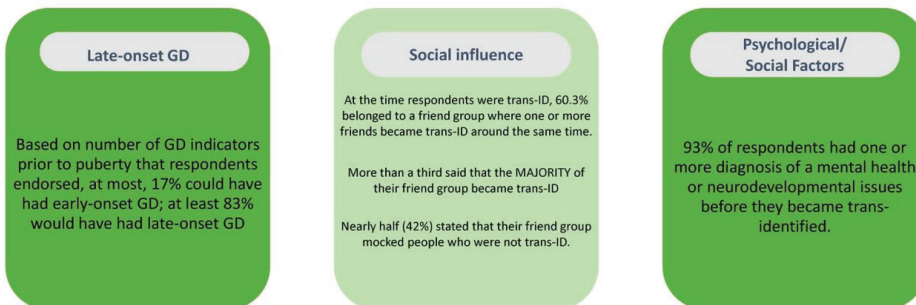 Late-onset GD
Based on number of GD indicators
prior to puberty that respondents
endorsed, at most, 17% could have
had early-onset GD; at least 83%
would have had late-onset GD
Social influence
At the time respondents were trans-ID, 60.3%
belonged to a friend group where one or more
friends became trans-ID around the same time.
More than a third said that the MAJORITY of
their friend group became trans-ID
Nearly half (42%) stated that their friend group
mocked people who were not trans-ID.
Psychological/
Social Factors
93% of respondents had one or
more diagnosis of a mental health
or neurodevelopmental issues
before they became trans-
identified.